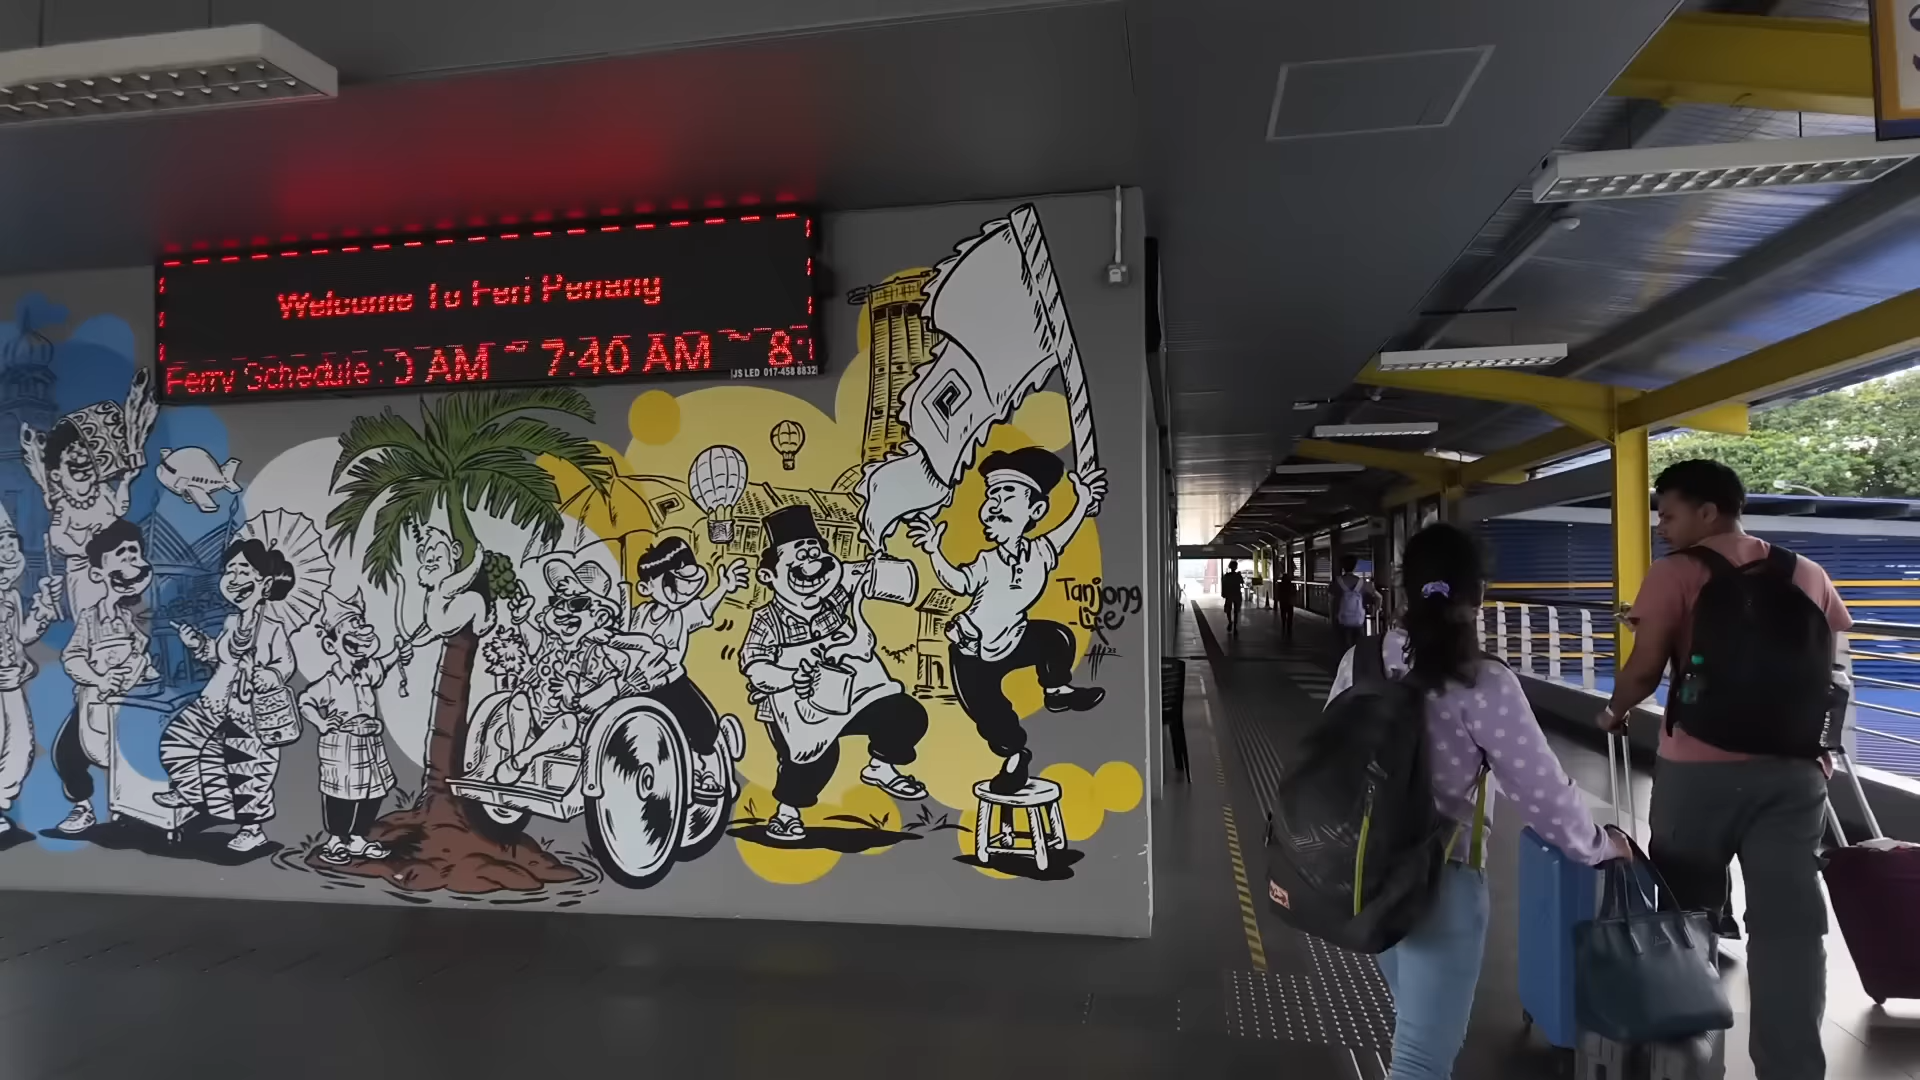 Welcome To Feri Penang
Ferry Schedule : 0 AM ~ 7:40 AM ~ 8:
JS LED 017-458 8832
P
P
Tanjong
Life